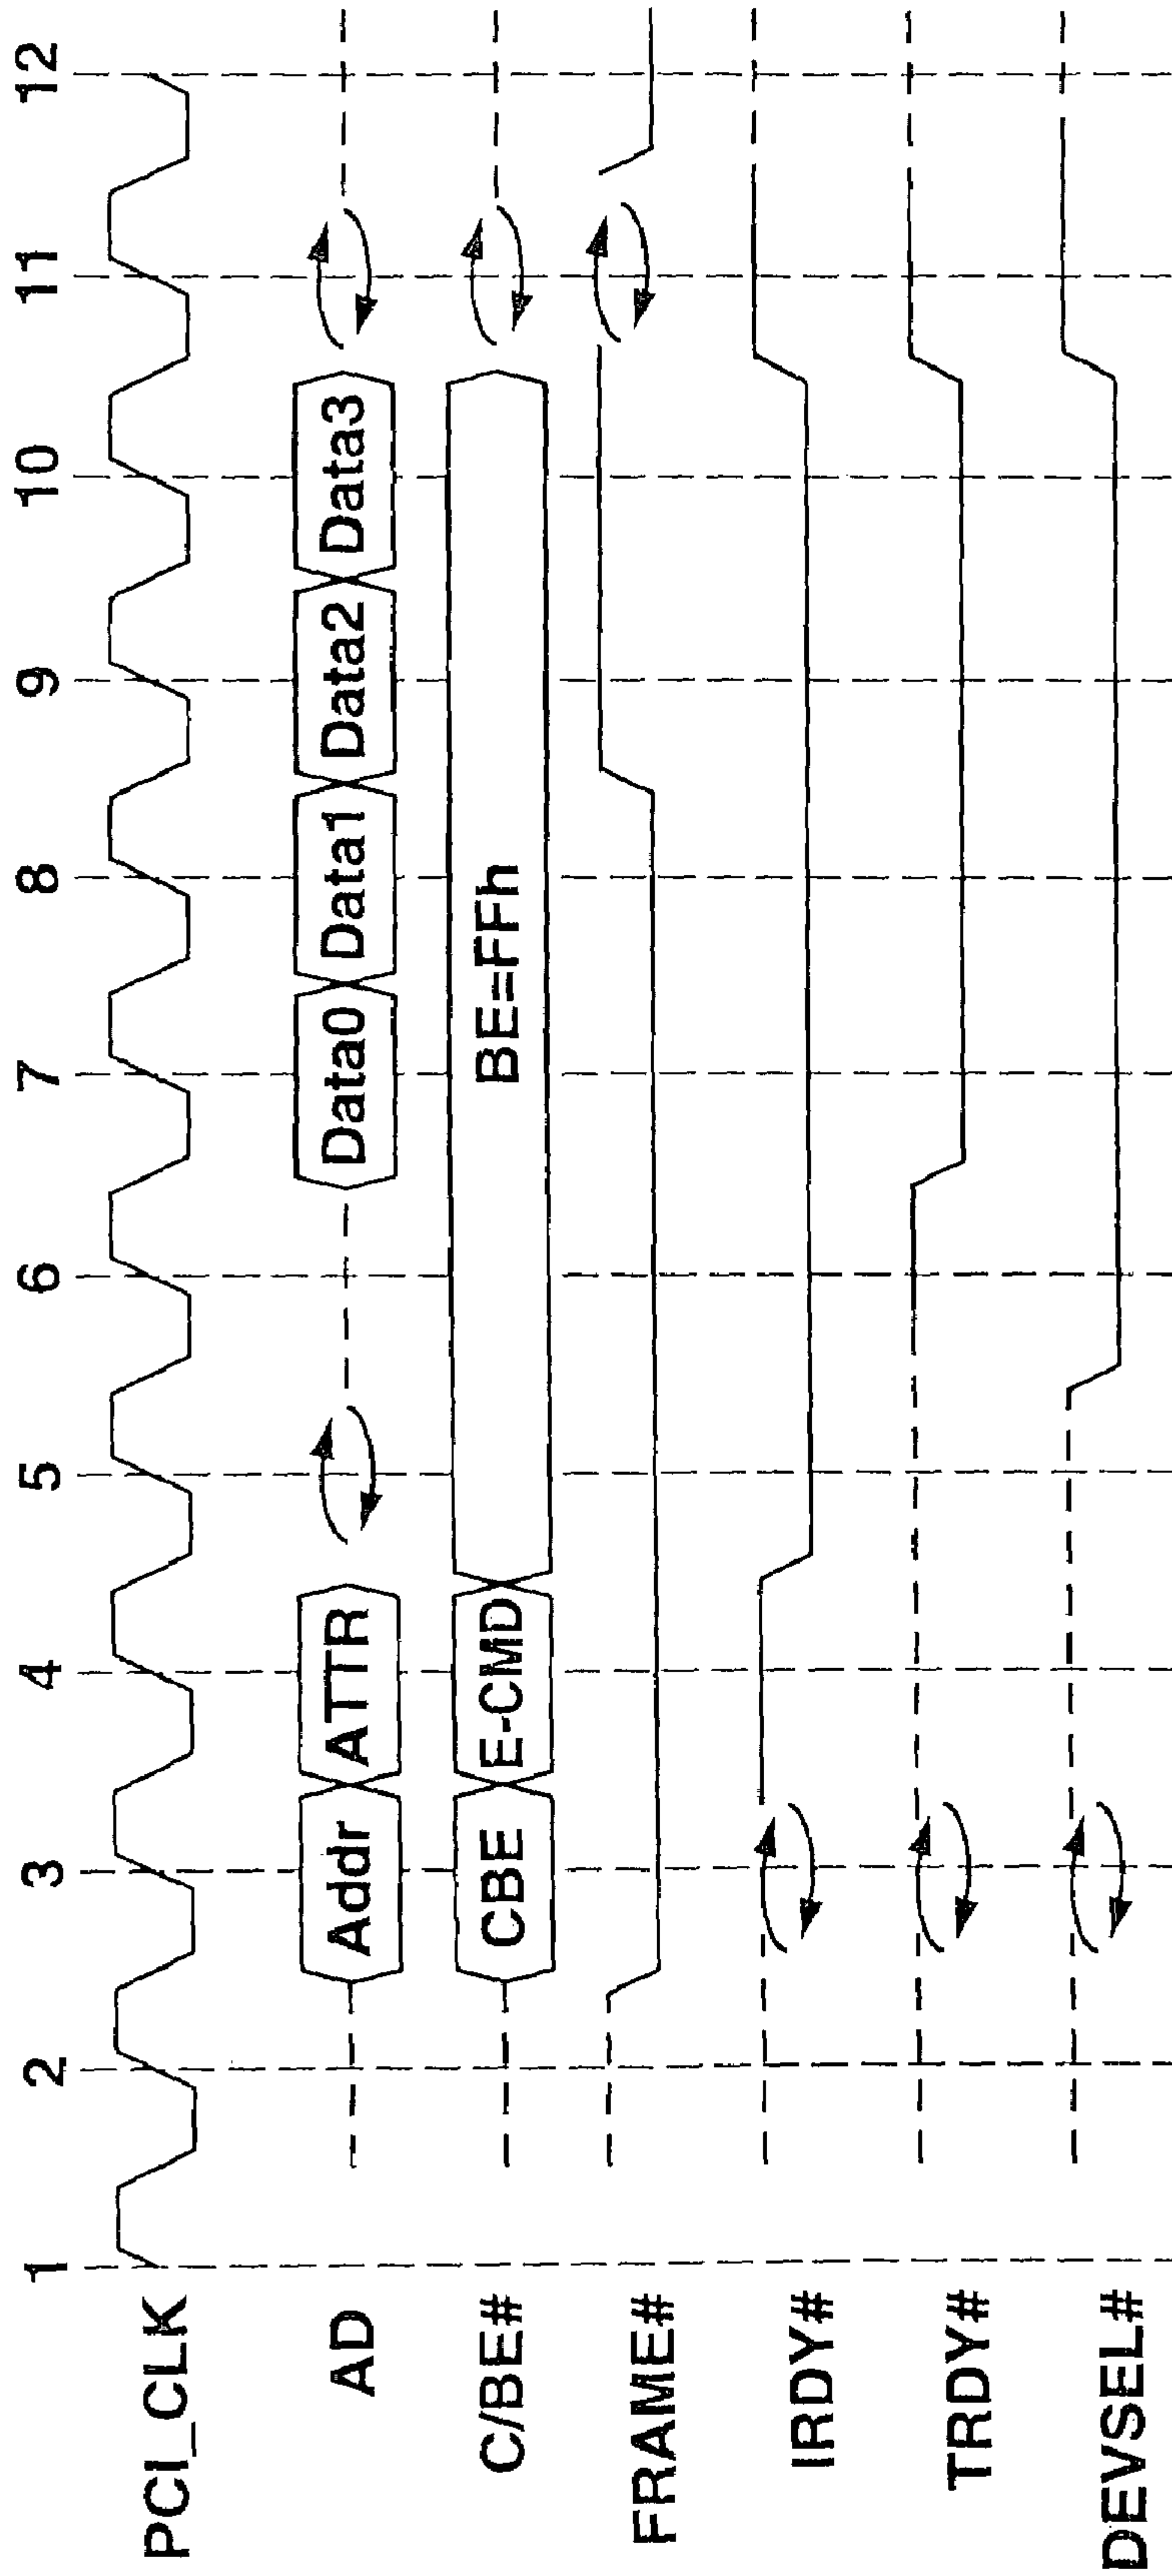 1 2 3 4 5 6 7 8 9 10 11 12
PCI_CLK
AD Addr ATTR Data0 Data1 Data2 Data3
C/BE# CBE E-CMD BE=FFh
FRAME#
IRDY#
TRDY#
DEVSEL#